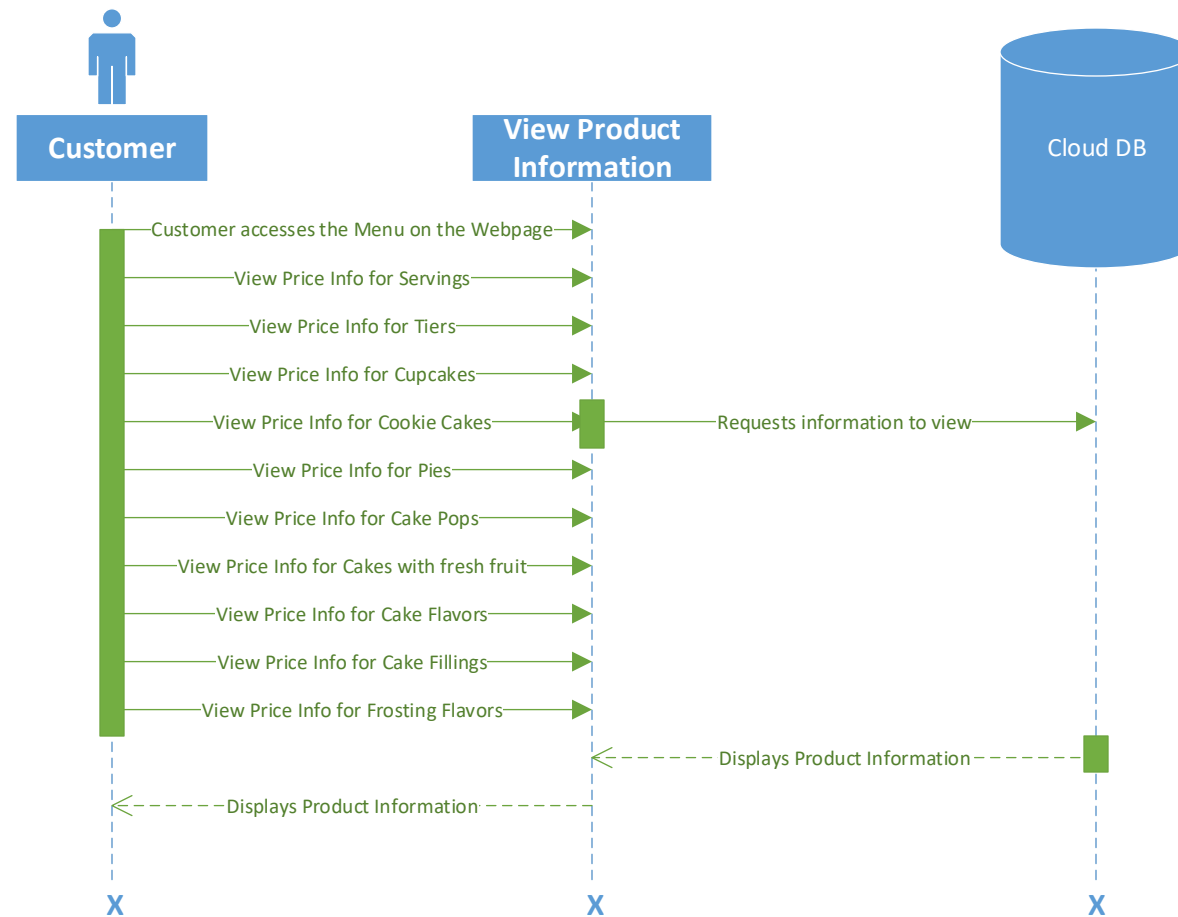 Customer
View Product
Information
Cloud DB
Customer accesses the Menu on the Webpage
View Price Info for Servings
View Price Info for Tiers
View Price Info for Cupcakes
View Price Info for Cookie Cakes
Requests information to view
View Price Info for Pies
View Price Info for Cake Pops
View Price Info for Cakes with fresh fruit
View Price Info for Cake Flavors
View Price Info for Cake Fillings
View Price Info for Frosting Flavors
Displays Product Information
Displays Product Information
X X X